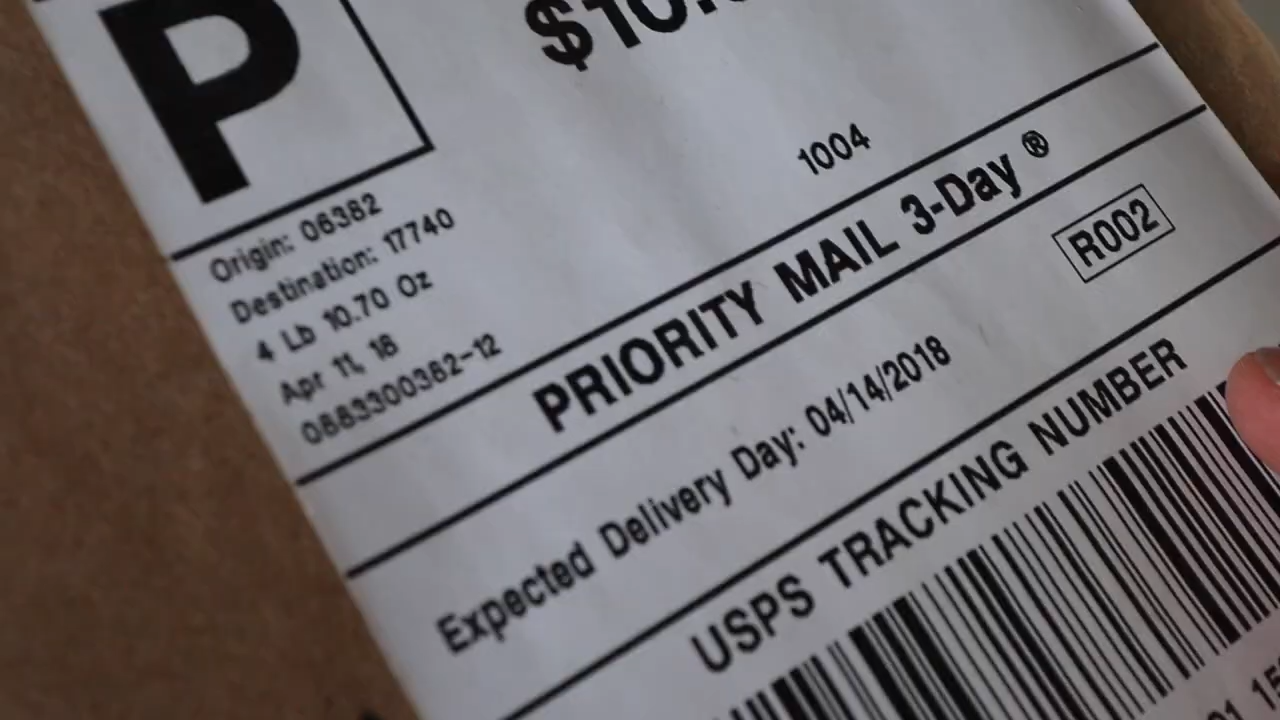 P
1004
Origin: 06382
Destination: 17740
4 Lb 10.70 Oz
Apr 11, 18
0883300382-12
PRIORITY MAIL 3-Day ®
R002
Expected Delivery Day: 04/14/2018
USPS TRACKING NUMBER